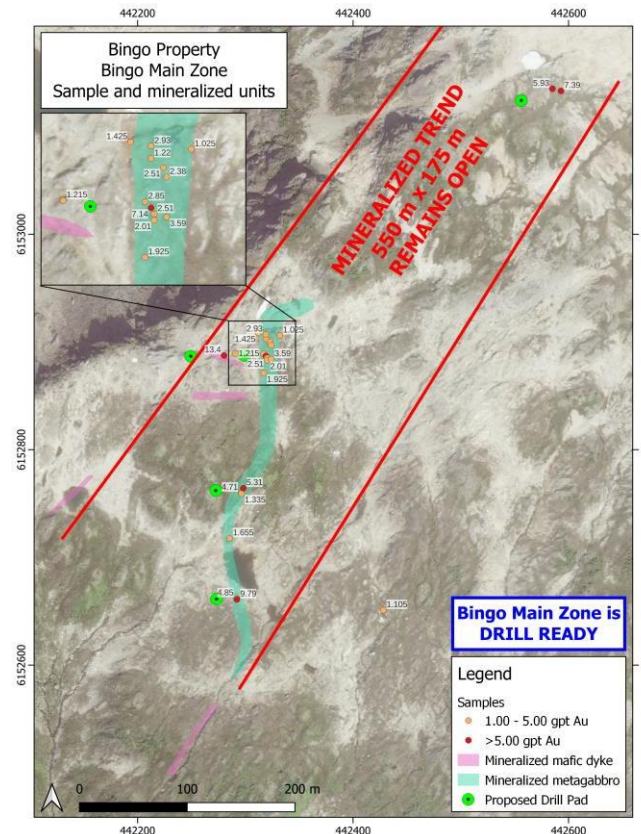 442200
442400
442600
Bingo Property
Bingo Main Zone
Sample and mineralized units
1.425
2.93
1.025
1.22
2.51
2.38
1.215
2.85
2.51
7.14
2.01
3.59
1.925
5.93
7.39
MINERALIZED TREND
550 m X 175 m
REMAINS OPEN
6153000
2.93
1.025
1.425
13.4
1.215
3.59
2.51
2.01
1.925
6152800
4.71
5.31
1.335
1.655
4.85
9.79
1.105
6152600
Bingo Main Zone is
DRILL READY
Legend
Samples
1.00 - 5.00 gpt Au
>5.00 gpt Au
Mineralized mafic dyke
Mineralized metagabbro
Proposed Drill Pad
0
100
200 m
442200
442400
442600